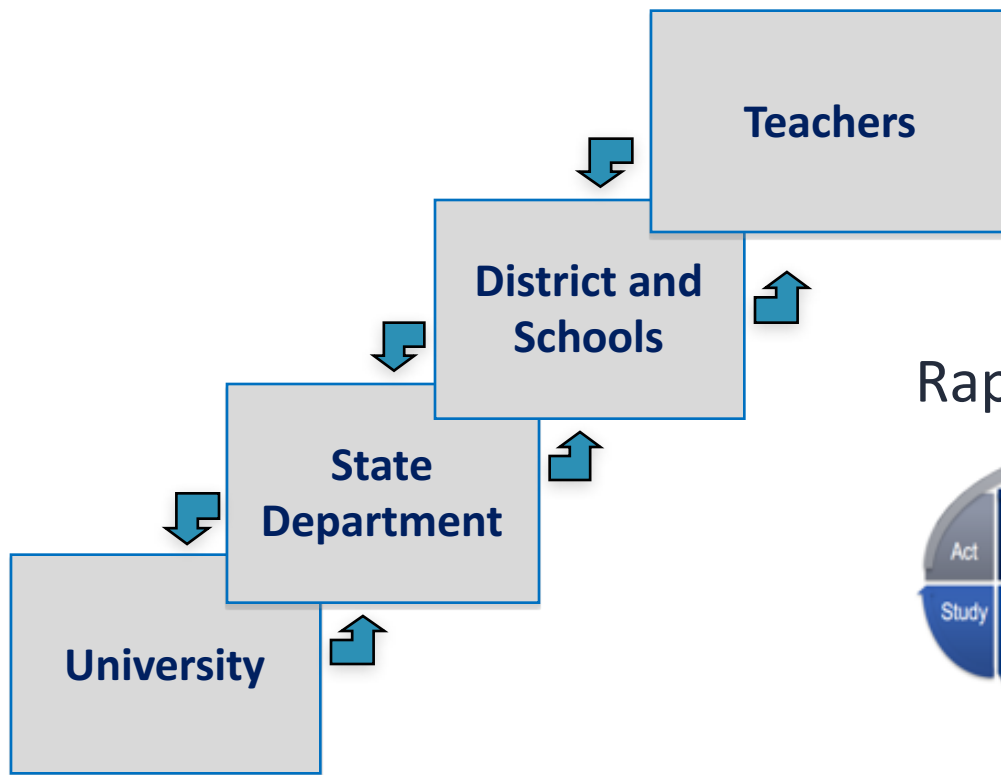 Teachers
District and
Schools
Rap
State
Department
Act
Study
University